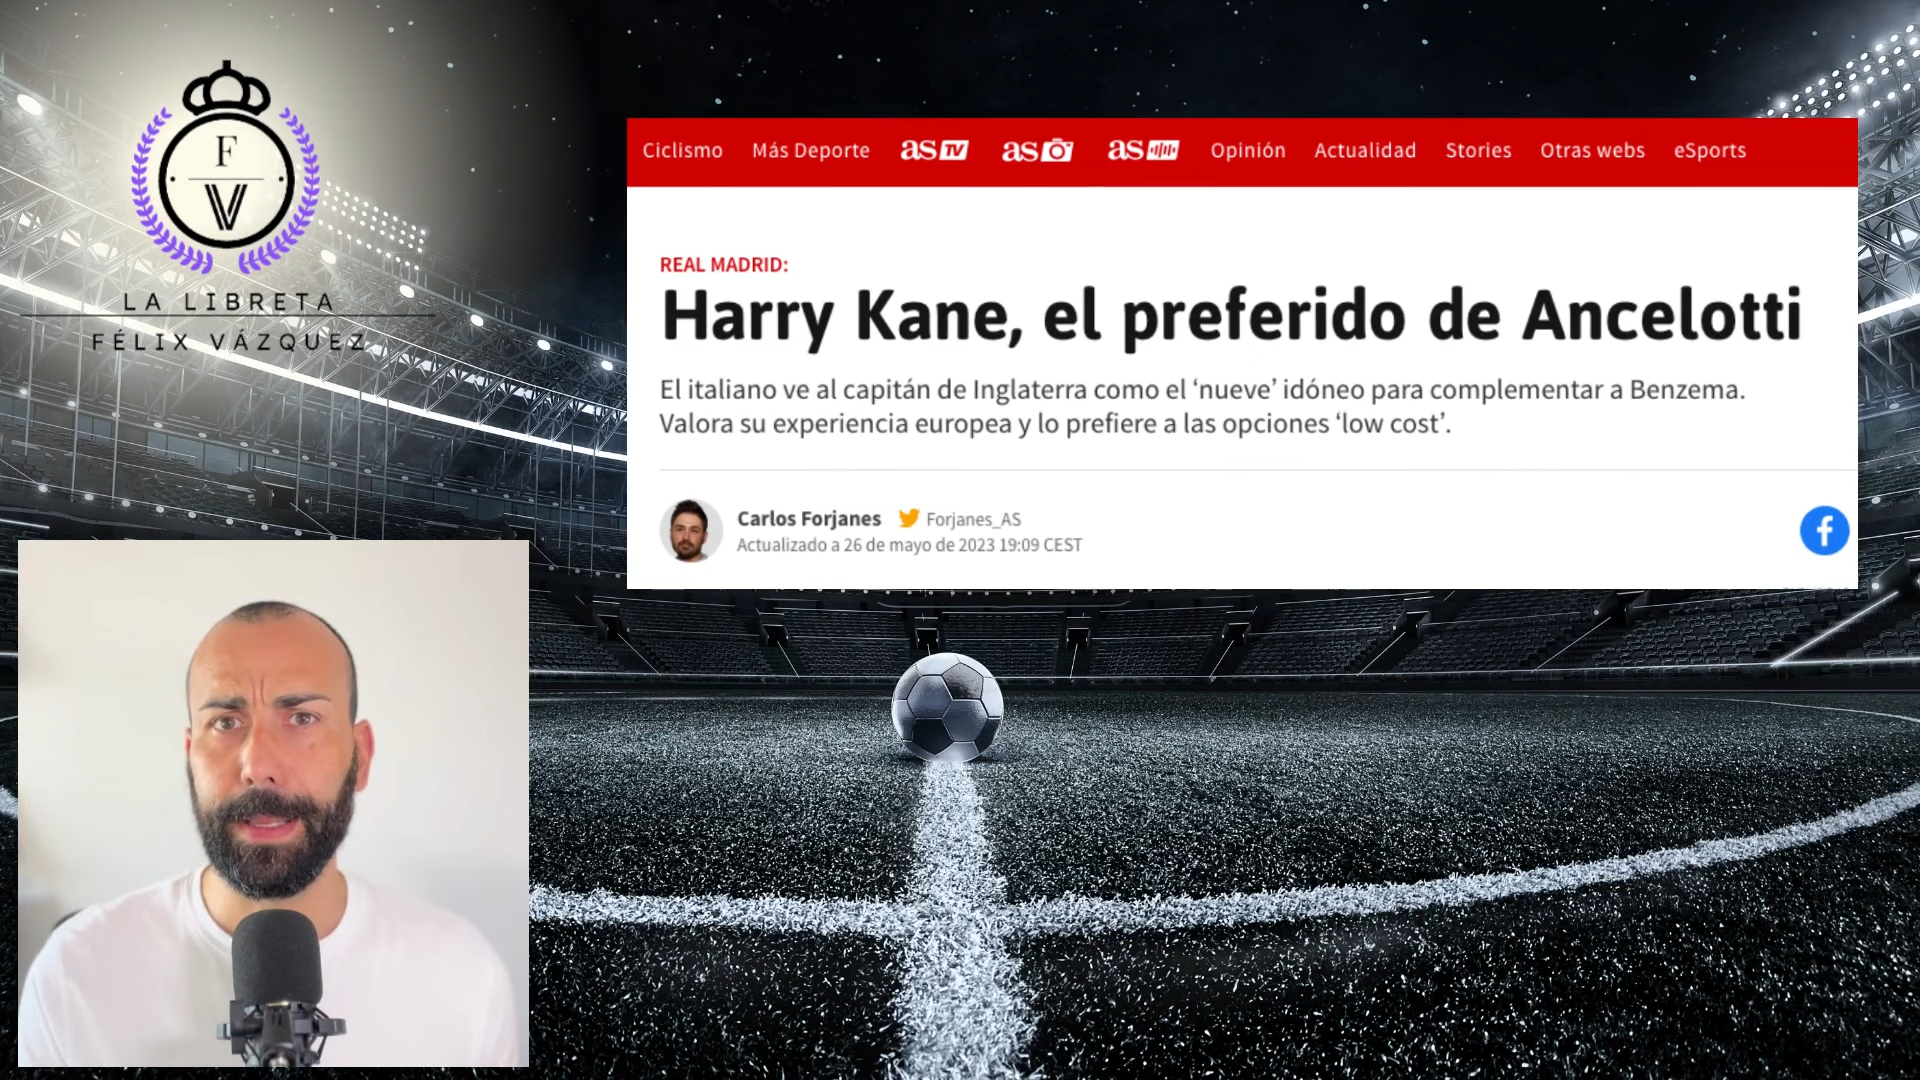 F
V
LA LIBRETA
FÉLIX VÁZQUEZ
Ciclismo Más Deporte as TV as as Opinión Actualidad Stories Otras webs eSports
REAL MADRID:
Harry Kane, el preferido de Ancelotti
El italiano ve al capitán de Inglaterra como el ‘nueve’ idóneo para complementar a Benzema.
Valora su experiencia europea y lo prefiere a las opciones ‘low cost’.
Carlos Forjanes Forjanes_AS
Actualizado a 26 de mayo de 2023 19:09 CEST